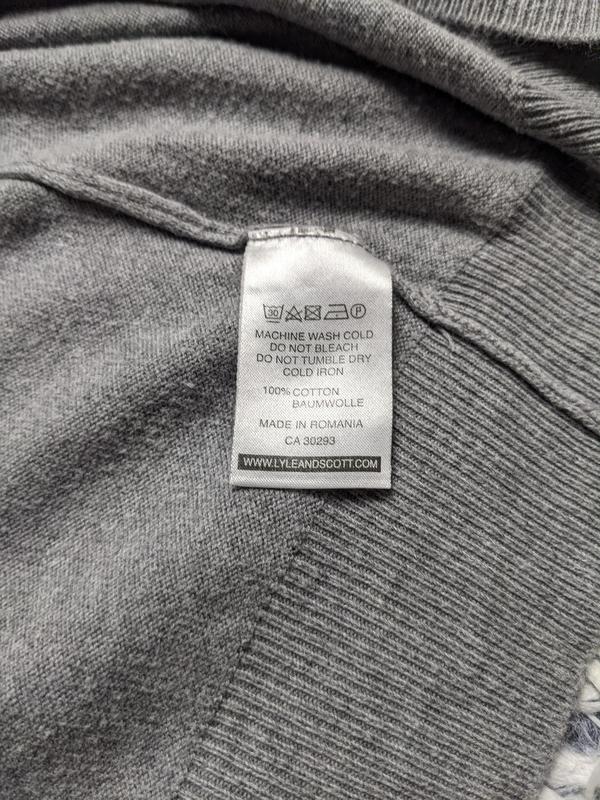 30 P
MACHINE WASH COLD
DO NOT BLEACH
DO NOT TUMBLE DRY
COLD IRON
100% COTTON
BAUMWOLLE
MADE IN ROMANIA
CA 30293
WWW.LYLEANDSCOTT.COM